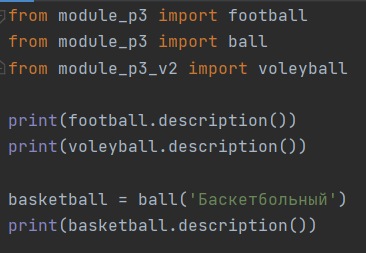 from module_p3 import football
from module_p3 import ball
from module_p3_v2 import voleyball
print(football.description())
print(voleyball.description())
basketball = ball('Баскетбольный')
print(basketball.description())